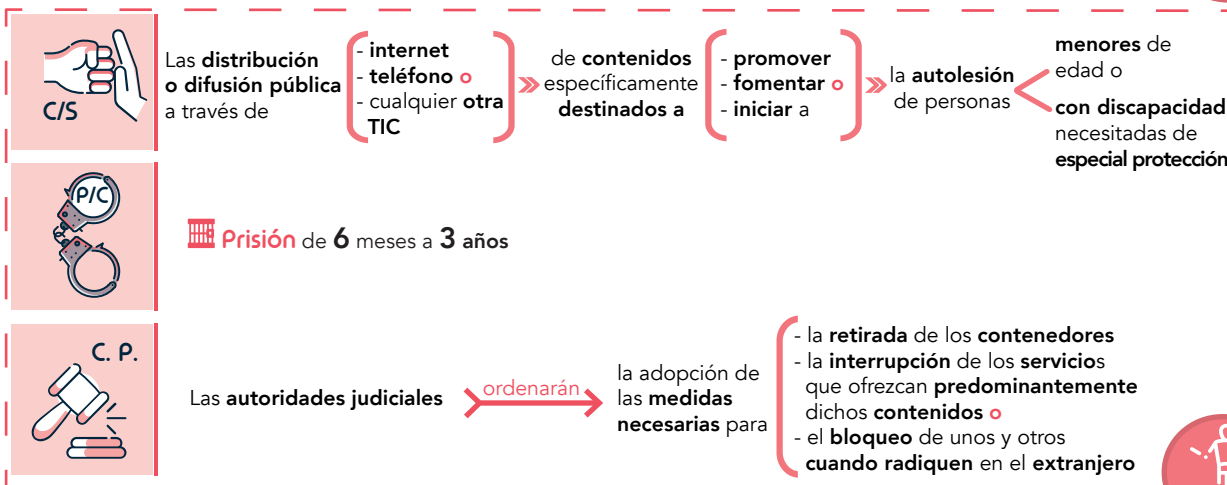 C/S
Las distribución
o difusión pública
a través de
- internet
- teléfono o
- cualquier otra
TIC
de contenidos
específicamente
destinados a
- promover
- fomentar o
- iniciar a
la autolesión
de personas
menores de
edad o
con discapacidad
necesitadas de
especial protección
P/C
Prisión de 6 meses a 3 años
C. P.
Las autoridades judiciales
ordenarán
la adopción de
las medidas
necesarias para
- la retirada de los contenedores
- la interrupción de los servicios
que ofrezcan predominantemente
dichos contenidos o
- el bloqueo de unos y otros
cuando radiquen en el extranjero